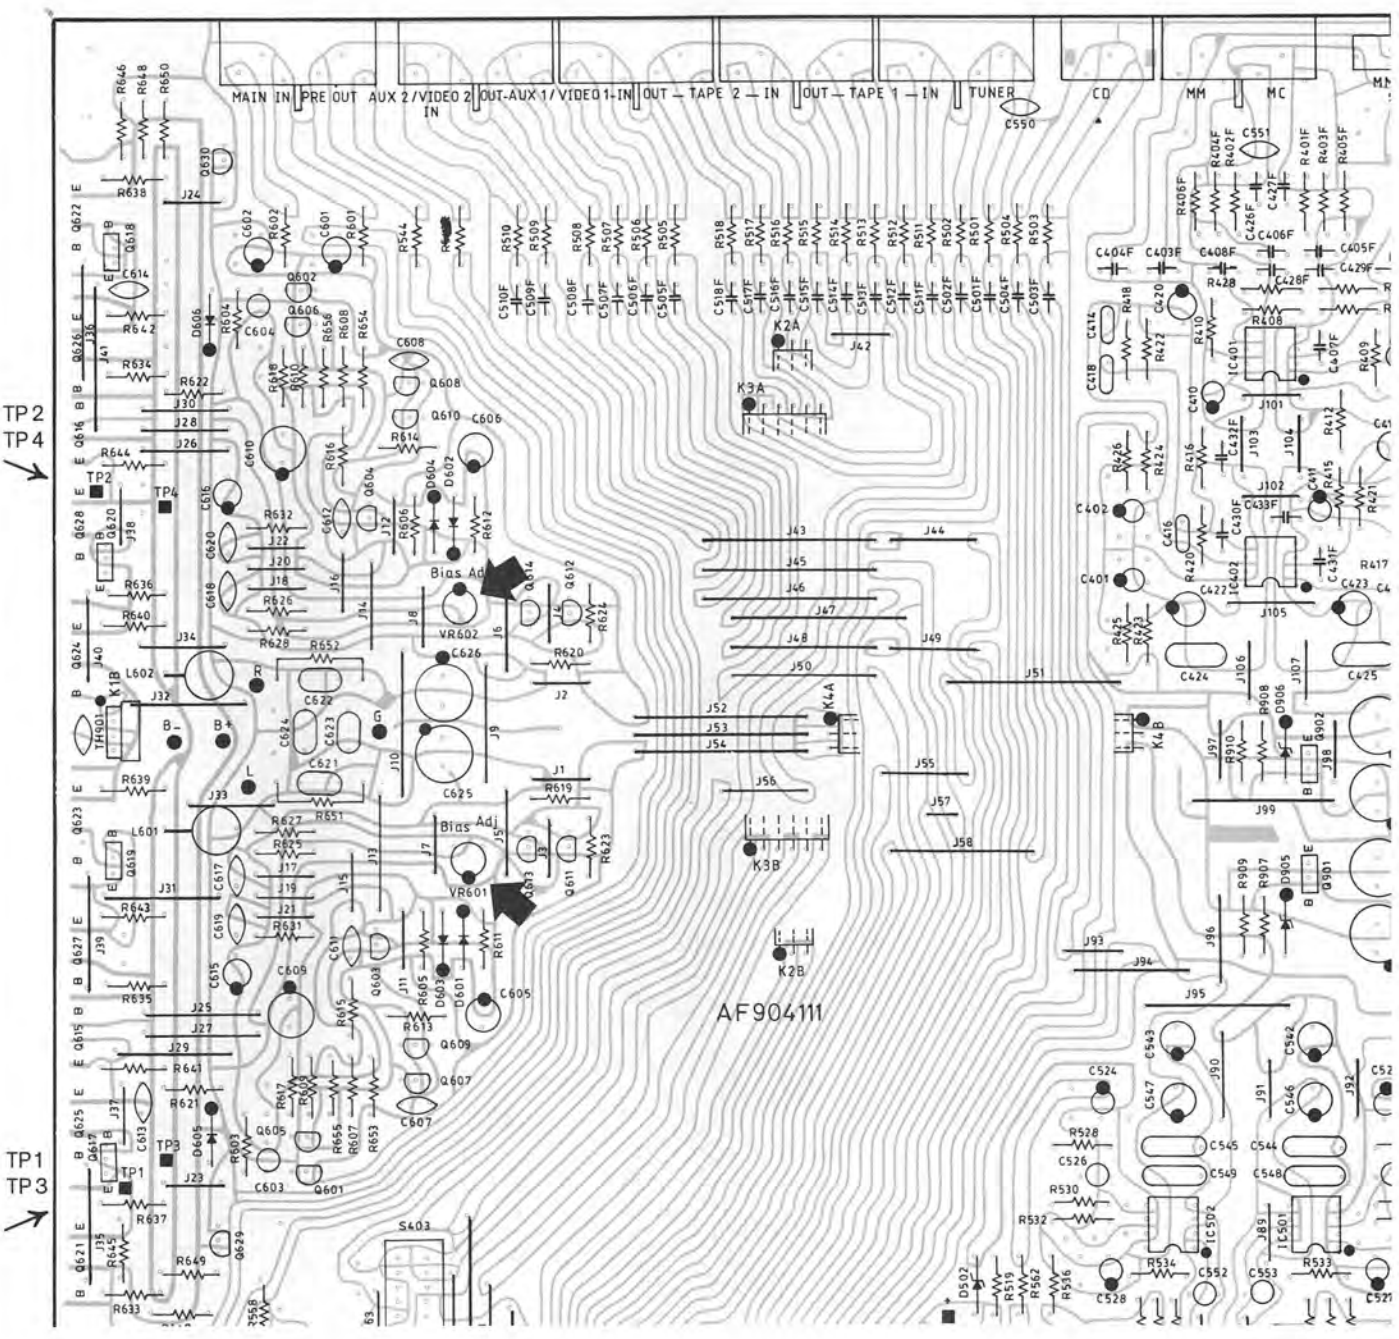 MAIN IN PRE OUT AUX 2/VIDEO 2 OUT-AUX 1/VIDEO 1-IN OUT — TAPE 2 — IN OUT — TAPE 1 — IN TUNER CD MM MC
IN
R646 R648 R650
C550
C551
R404F R402F R401F R403F R405F
Q630
R638
J24
R406F C426F C427F
E Q622 B
Q618 B E
C602 R602 C601 R601 R544
R510 R509 R508 R507 R506 R505 R518 R517 R516 R515 R514 R513 R512 R511 R502 R501 R504 R503
C406F C405F
C404F C403F C408F C429F
R428 C428F
C614
Q602
C510F C509F C508F C507F C506F C505F C518F C517F C516F C515F C514F C513F C512F C511F C502F C501F C504F C503F
R418 C420
R642 D606 R604 C604 Q606 R656 R608 R654
K2A
J42
C414 R422 R410 R408
J36 J41
E Q626 B
C608
IC401 C407F R409
R634
R622
R618 R610
Q608
K3A
C418 C410
J101
J30
Q610 C606
R412
TP2
TP4
B Q616 E
J28
J26
C610 R616 R614
R426 R424 R416 C432F J103 J104
R644
TP2 TP4
C616 Q604 D604 D602
J102 C411 R415 R421
E Q628 B
Q620 J38
R632 C612 J12 R606 R612
C402 C416 C430F C433F
C620 J22
J43 J44
J20
J45
R420 IC402 C431F R417
C618 J18 J16 J14
Bias Adj Q614 Q612
C401
R636
R626
J46
C422 C423
R640
R628
J8 VR602 J6 J4 R624
J47
J105
E Q624 B
J34
R652
C626
R620
J48 J49
R425 R423
J40
L602
R
C622
J2
J50 J51
C424 J106 J107 C425
K1B
J32
J52
K4A
R908 D906
TH901
B- B+
C624 C623 G
J10 J9
J53
J54
K4B
J97 R910 Q902 J98
R639
L
C621
J1
J55
J56
C625
R619
J33
R651
J57
J99
E Q623 B
L601
R627
R625
Bias Adj
J7 J5 J3 R623
K3B
J58
Q619
C617 J17 J13
VR601 Q613 Q611
R909 R907 D905 Q901
J31
J19 J15
R643
C619 J21
R631
C611 Q603 J11 R605 D603 D601 R611
K2B
J96
J39
E Q627 B
J93
J94
C615 C609
C605
R635
J25
R615 R613
AF904111
J95
B Q615 E
J27
J29
Q609
C543 C542
R641
R617 R609
Q607
C524
J90 J91 J92
R621
C607
C547 C546
E Q625 B
J37 C613 D605 R603 Q605 R655 R607 R653
R528
C545 C544
Q617
TP3
C526
C549 C548
TP1
TP3
TP1
J23
C603 Q601
R530
R637
R532
IC502 J89 IC501
S403
E Q621 B
J35 R645
Q629
R649
D502 R519 R562 R536
R534 R533
C528 C552 C553
R633
R558